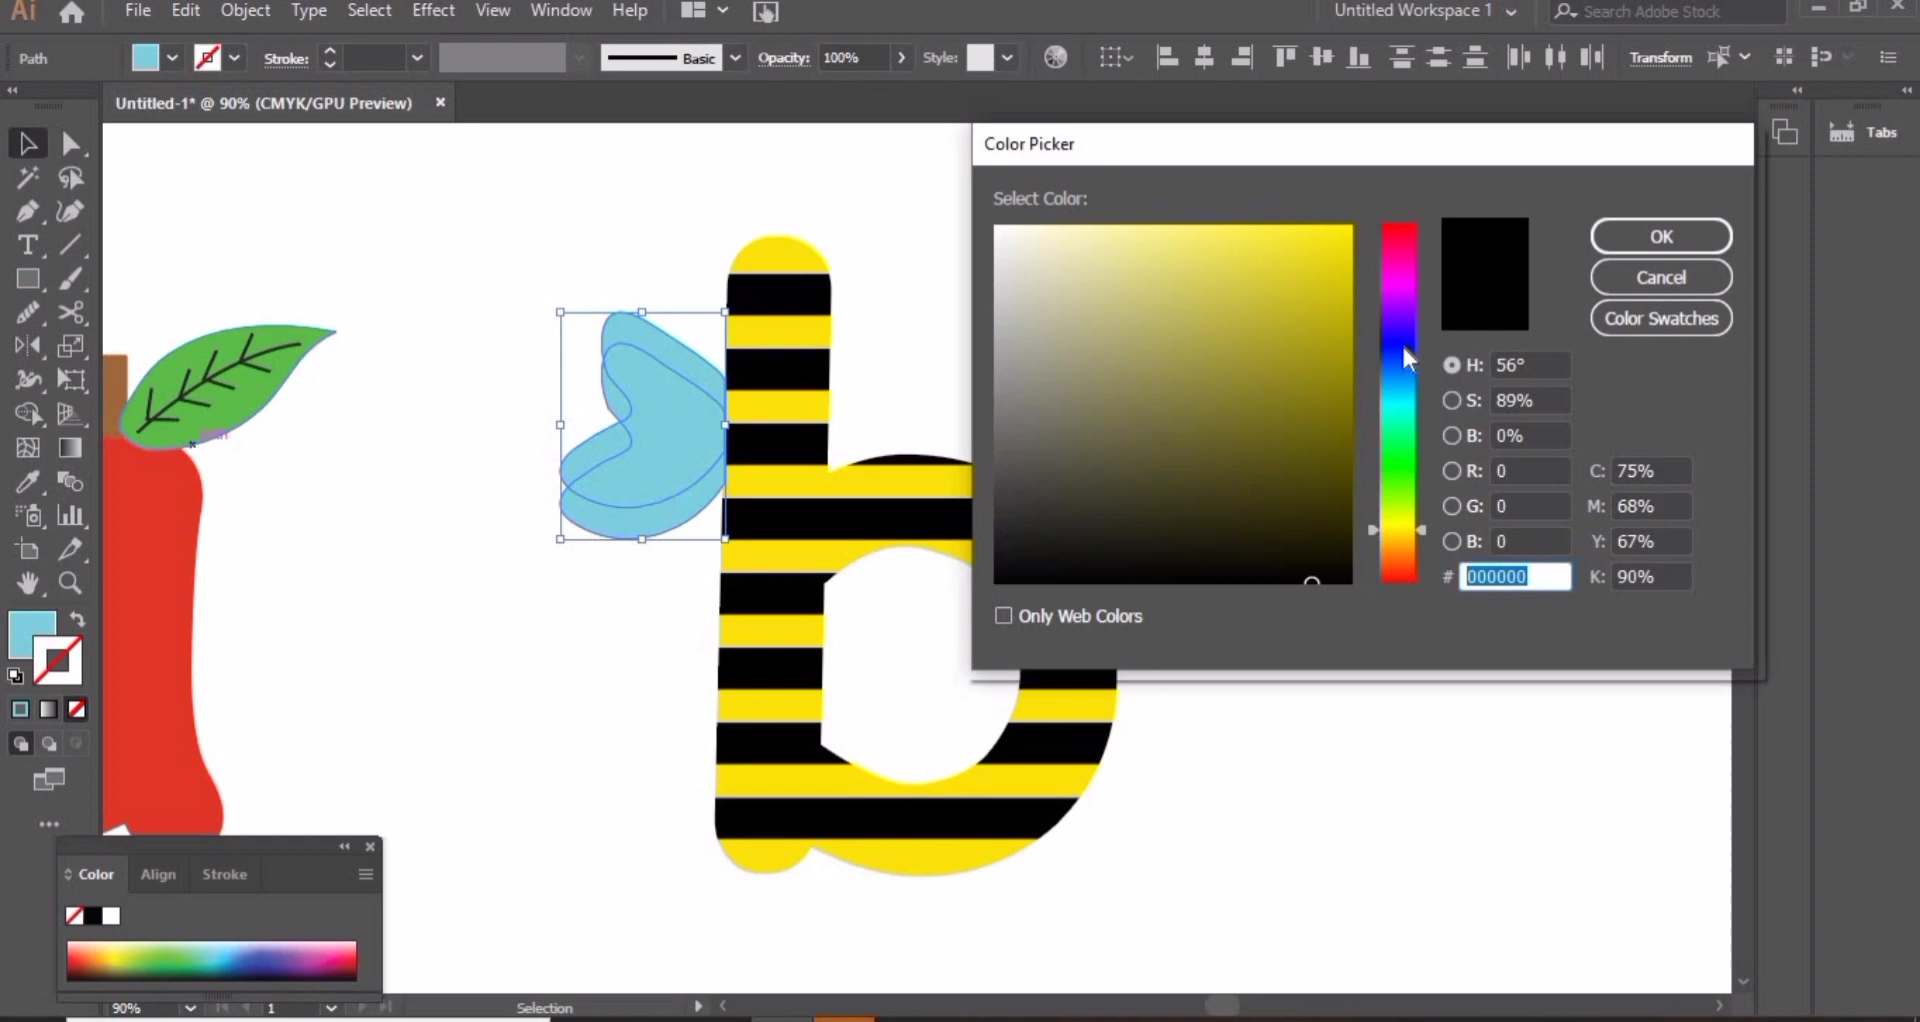 Ai File Edit Object Type Select Effect View Window Help Untitled Workspace 1 Search Adobe Stock
Path Stroke: Basic Opacity: 100% Style: Transform
Untitled-1* @ 90% (CMYK/GPU Preview) ×
Tabs
Color Picker
Select Color:
OK
Cancel
Color Swatches
H: 56°
S: 89%
B: 0%
R: 0 C: 75%
G: 0 M: 68%
B: 0 Y: 67%
# 000000 K: 90%
Only Web Colors
Color Align Stroke
90% 1 Selection